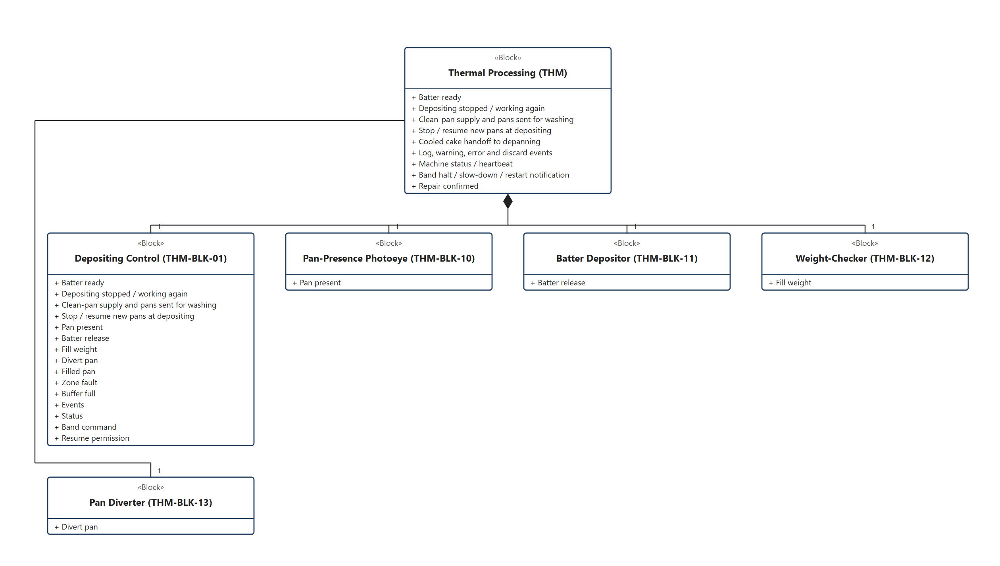 «Block»
Thermal Processing (THM)
+ Batter ready
+ Depositing stopped / working again
+ Clean-pan supply and pans sent for washing
+ Stop / resume new pans at depositing
+ Cooled cake handoff to depanning
+ Log, warning, error and discard events
+ Machine status / heartbeat
+ Band halt / slow-down / restart notification
+ Repair confirmed
1
«Block»
Depositing Control (THM-BLK-01)
+ Batter ready
+ Depositing stopped / working again
+ Clean-pan supply and pans sent for washing
+ Stop / resume new pans at depositing
+ Pan present
+ Batter release
+ Fill weight
+ Divert pan
+ Filled pan
+ Zone fault
+ Buffer full
+ Events
+ Status
+ Band command
+ Resume permission
1
«Block»
Pan-Presence Photoeye (THM-BLK-10)
+ Pan present
1
«Block»
Batter Depositor (THM-BLK-11)
+ Batter release
1
«Block»
Weight-Checker (THM-BLK-12)
+ Fill weight
1
«Block»
Pan Diverter (THM-BLK-13)
+ Divert pan